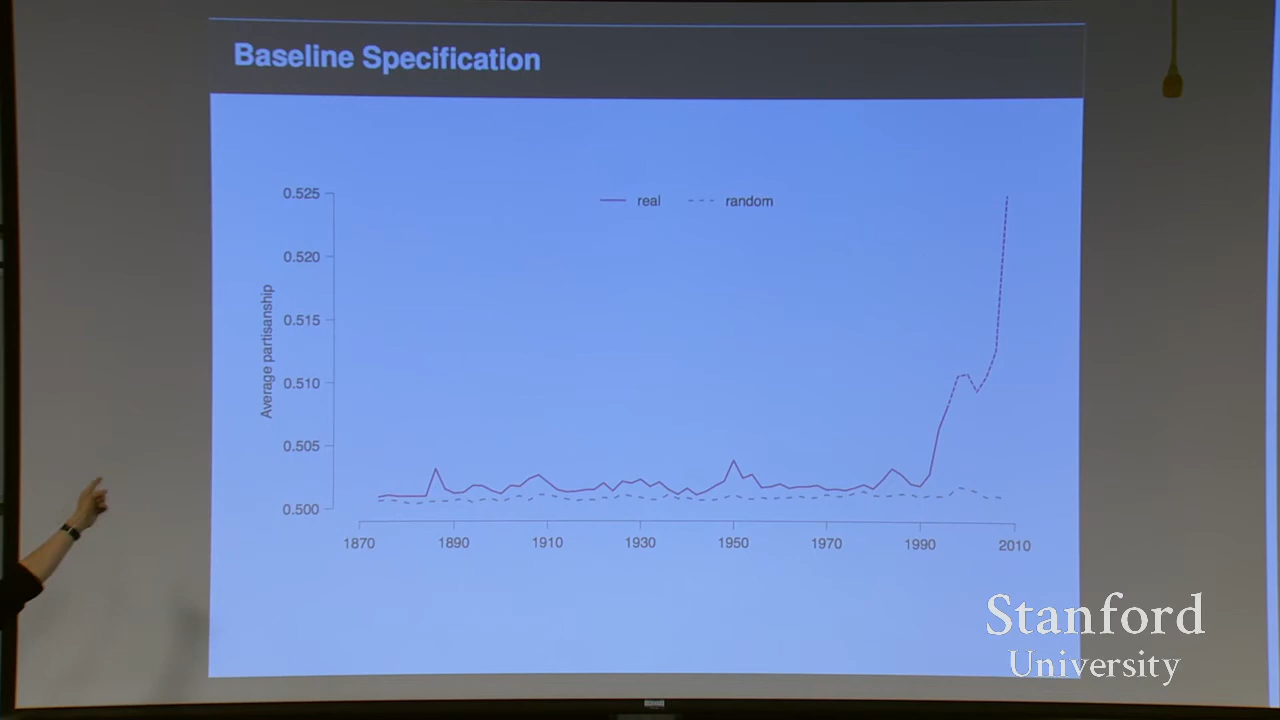 Baseline Specification
real random
Average partisanship
0.525
0.520
0.515
0.510
0.505
0.500
1870 1890 1910 1930 1950 1970 1990 2010
Stanford
University